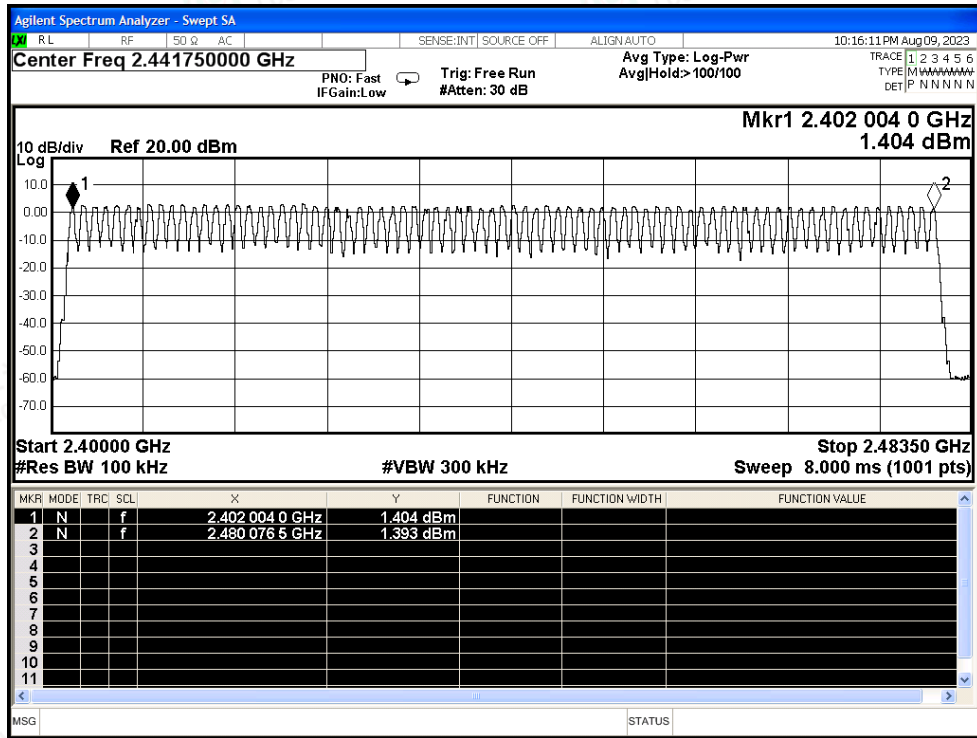 Agilent Spectrum Analyzer - Swept SA
LXI RL RF 50 Ω AC SENSE:INT SOURCE OFF ALIGN AUTO 10:16:11 PM Aug 09, 2023
Center Freq 2.441750000 GHz
PNO: Fast
IFGain:Low
Trig: Free Run
#Atten: 30 dB
Avg Type: Log-Pwr
Avg|Hold:>100/100
TRACE 1 2 3 4 5 6
TYPE M
DET P N N N N N
Mkr1 2.402 004 0 GHz
1.404 dBm
10 dB/div Ref 20.00 dBm
Log
10.0
0.00
-10.0
-20.0
-30.0
-40.0
-50.0
-60.0
-70.0
1
2
Start 2.40000 GHz Stop 2.48350 GHz
#Res BW 100 kHz #VBW 300 kHz Sweep 8.000 ms (1001 pts)
MKR MODE TRC SCL X Y FUNCTION FUNCTION WIDTH FUNCTION VALUE
1 N f 2.402 004 0 GHz 1.404 dBm
2 N f 2.480 076 5 GHz 1.393 dBm
3
4
5
6
7
8
9
10
11
MSG STATUS